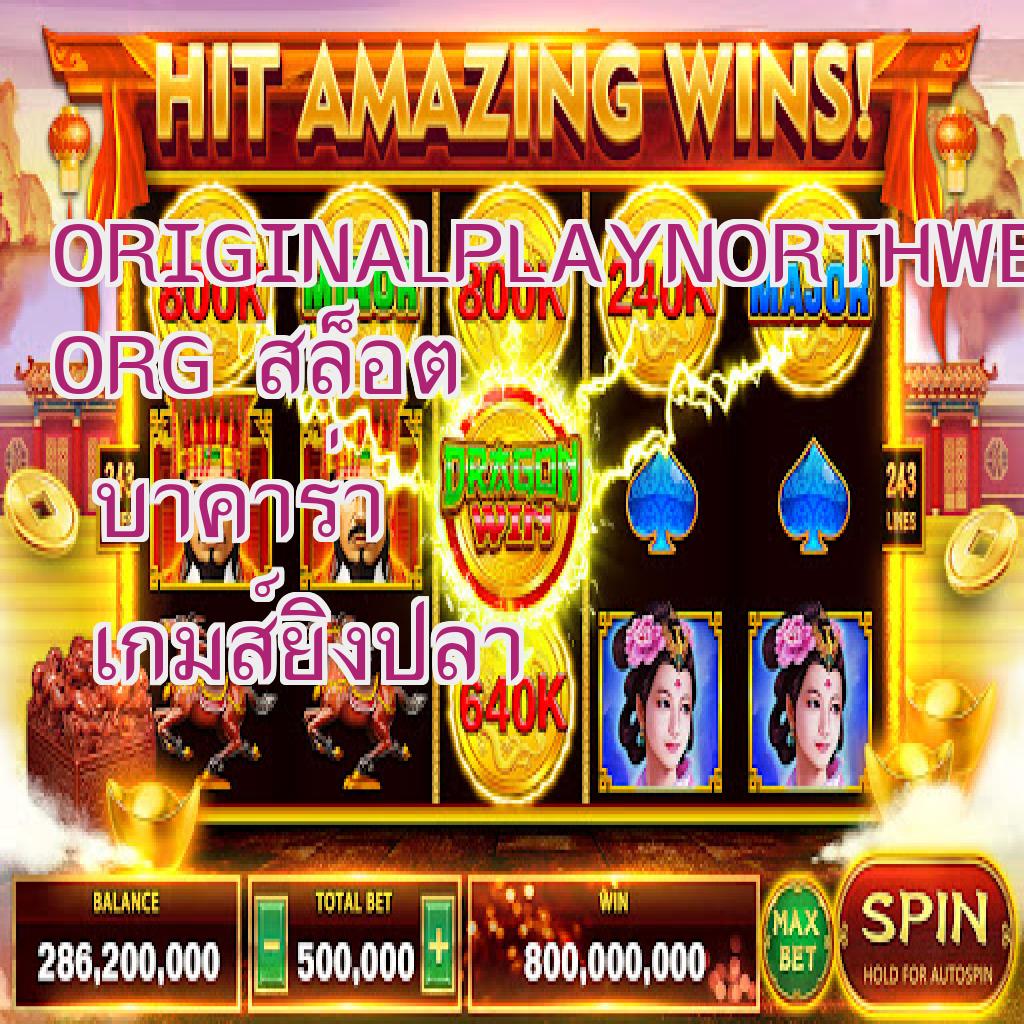 HIT AMAZING WINS!
ORIGINALPLAYNORTHWE
800K MINOR 800K 240K MAJOR
ORG สล็อต
243 LINES
243 LINES
DRAGON WIN
บาคาร่า
เกมส์ยิงปลา
640K
BALANCE TOTAL BET WIN
286,200,000 - 500,000 + 800,000,000
MAX BET
SPIN
HOLD FOR AUTOSPIN